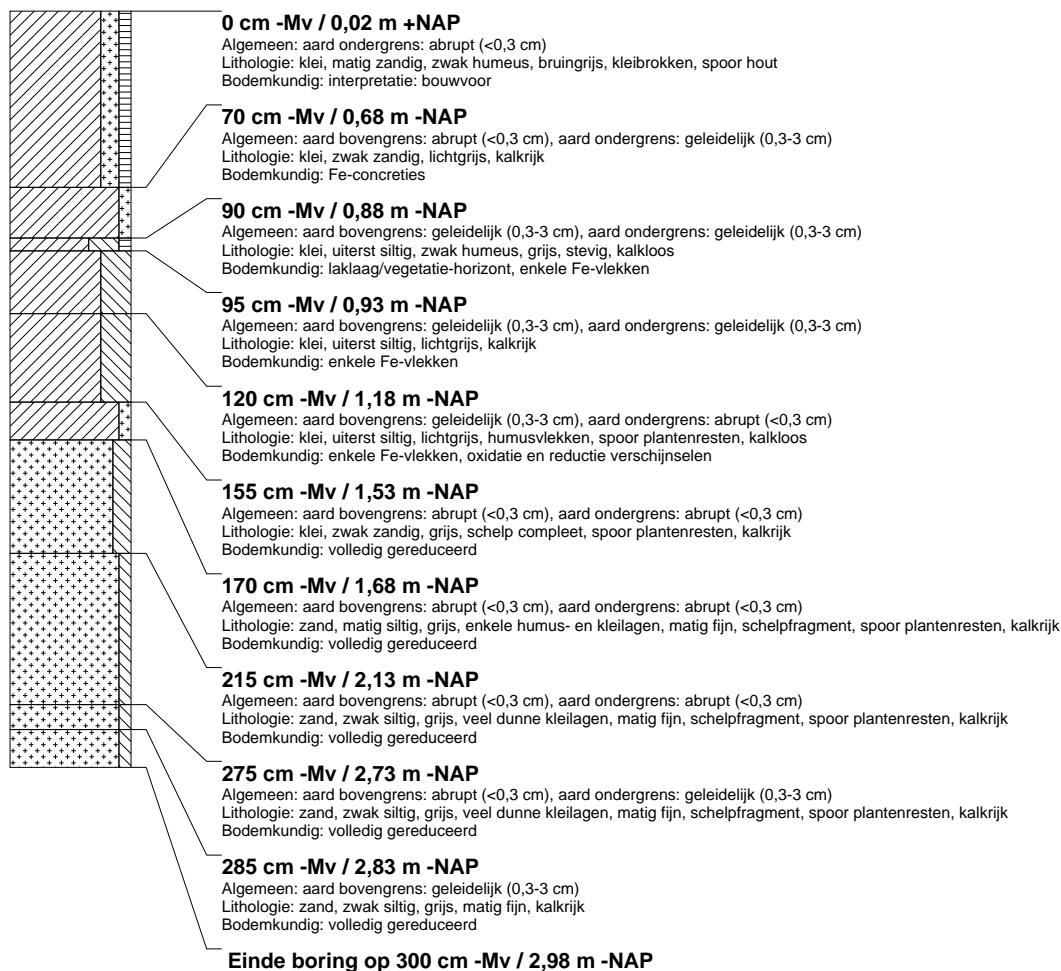 0 cm -Mv / 0,02 m +NAP
Algemeen: aard ondergrens: abrupt (<0,3 cm)
Lithologie: klei, matig zandig, zwak humeus, bruingrijs, kleibrokken, spoor hout
Bodemkundig: interpretatie: bouwvoor
70 cm -Mv / 0,68 m -NAP
Algemeen: aard bovengrens: abrupt (<0,3 cm), aard ondergrens: geleidelijk (0,3-3 cm)
Lithologie: klei, zwak zandig, lichtgrijs, kalkrijk
Bodemkundig: Fe-concreties
90 cm -Mv / 0,88 m -NAP
Algemeen: aard bovengrens: geleidelijk (0,3-3 cm), aard ondergrens: geleidelijk (0,3-3 cm)
Lithologie: klei, uiterst siltig, zwak humeus, grijs, stevig, kalkloos
Bodemkundig: laklaag/vegetatie-horizont, enkele Fe-vlekken
95 cm -Mv / 0,93 m -NAP
Algemeen: aard bovengrens: geleidelijk (0,3-3 cm), aard ondergrens: geleidelijk (0,3-3 cm)
Lithologie: klei, uiterst siltig, lichtgrijs, kalkrijk
Bodemkundig: enkele Fe-vlekken
120 cm -Mv / 1,18 m -NAP
Algemeen: aard bovengrens: geleidelijk (0,3-3 cm), aard ondergrens: abrupt (<0,3 cm)
Lithologie: klei, uiterst siltig, lichtgrijs, humusvlekken, spoor plantenresten, kalkloos
Bodemkundig: enkele Fe-vlekken, oxidatie en reductie verschijnselen
155 cm -Mv / 1,53 m -NAP
Algemeen: aard bovengrens: abrupt (<0,3 cm), aard ondergrens: abrupt (<0,3 cm)
Lithologie: klei, zwak zandig, grijs, schelp compleet, spoor plantenresten, kalkrijk
Bodemkundig: volledig gereduceerd
170 cm -Mv / 1,68 m -NAP
Algemeen: aard bovengrens: abrupt (<0,3 cm), aard ondergrens: abrupt (<0,3 cm)
Lithologie: zand, matig siltig, grijs, enkele humus- en kleilagen, matig fijn, schelpfragment, spoor plantenresten, kalkrijk
Bodemkundig: volledig gereduceerd
215 cm -Mv / 2,13 m -NAP
Algemeen: aard bovengrens: abrupt (<0,3 cm), aard ondergrens: abrupt (<0,3 cm)
Lithologie: zand, zwak siltig, grijs, veel dunne kleilagen, matig fijn, schelpfragment, spoor plantenresten, kalkrijk
Bodemkundig: volledig gereduceerd
275 cm -Mv / 2,73 m -NAP
Algemeen: aard bovengrens: abrupt (<0,3 cm), aard ondergrens: geleidelijk (0,3-3 cm)
Lithologie: zand, zwak siltig, grijs, veel dunne kleilagen, matig fijn, schelpfragment, spoor plantenresten, kalkrijk
Bodemkundig: volledig gereduceerd
285 cm -Mv / 2,83 m -NAP
Algemeen: aard bovengrens: geleidelijk (0,3-3 cm)
Lithologie: zand, zwak siltig, grijs, matig fijn, kalkrijk
Bodemkundig: volledig gereduceerd
Einde boring op 300 cm -Mv / 2,98 m -NAP